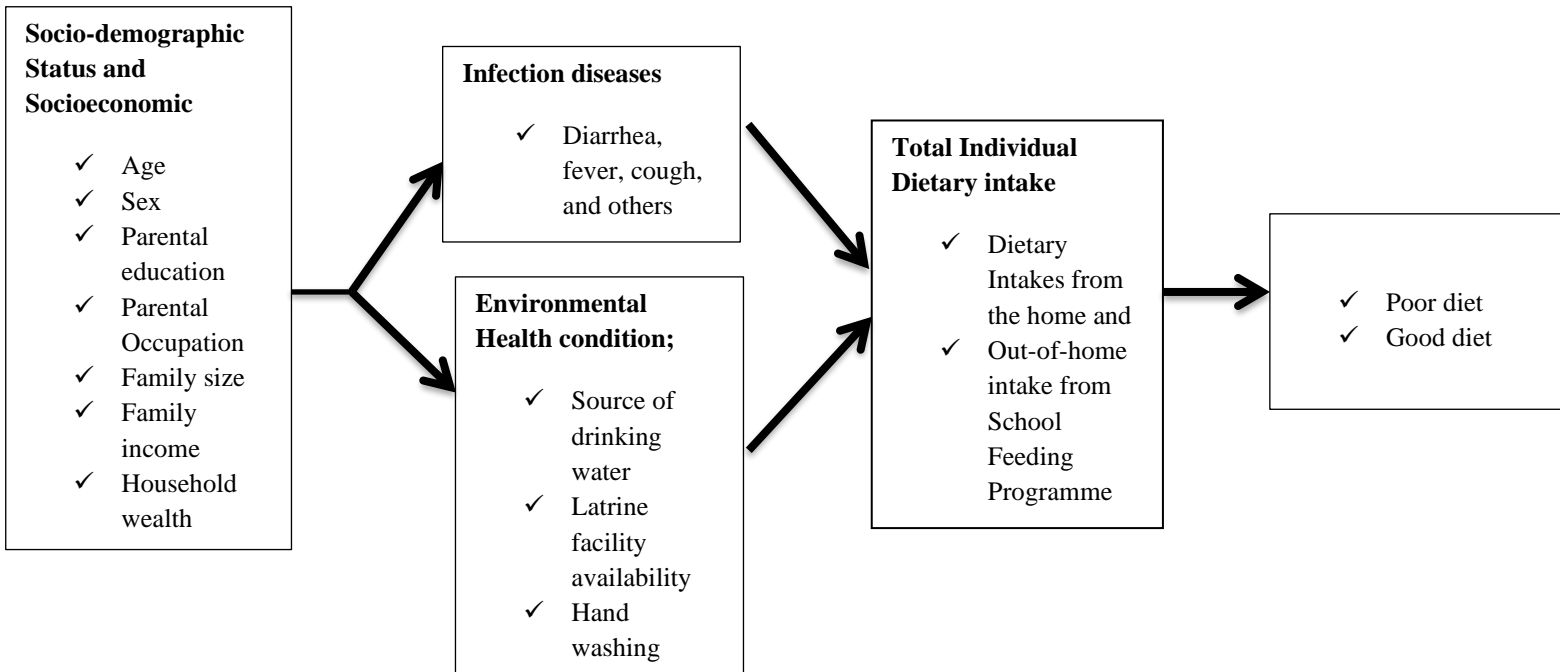 Socio-demographic
Status and
Socioeconomic
✓ Age
✓ Sex
✓ Parental
education
✓ Parental
Occupation
✓ Family size
✓ Family
income
✓ Household
wealth
Infection diseases
✓ Diarrhea,
fever, cough,
and others
Environmental
Health condition;
✓ Source of
drinking
water
✓ Latrine
facility
availability
✓ Hand
washing
Total Individual
Dietary intake
✓ Dietary
Intakes from
the home and
✓ Out-of-home
intake from
School
Feeding
Programme
✓ Poor diet
✓ Good diet